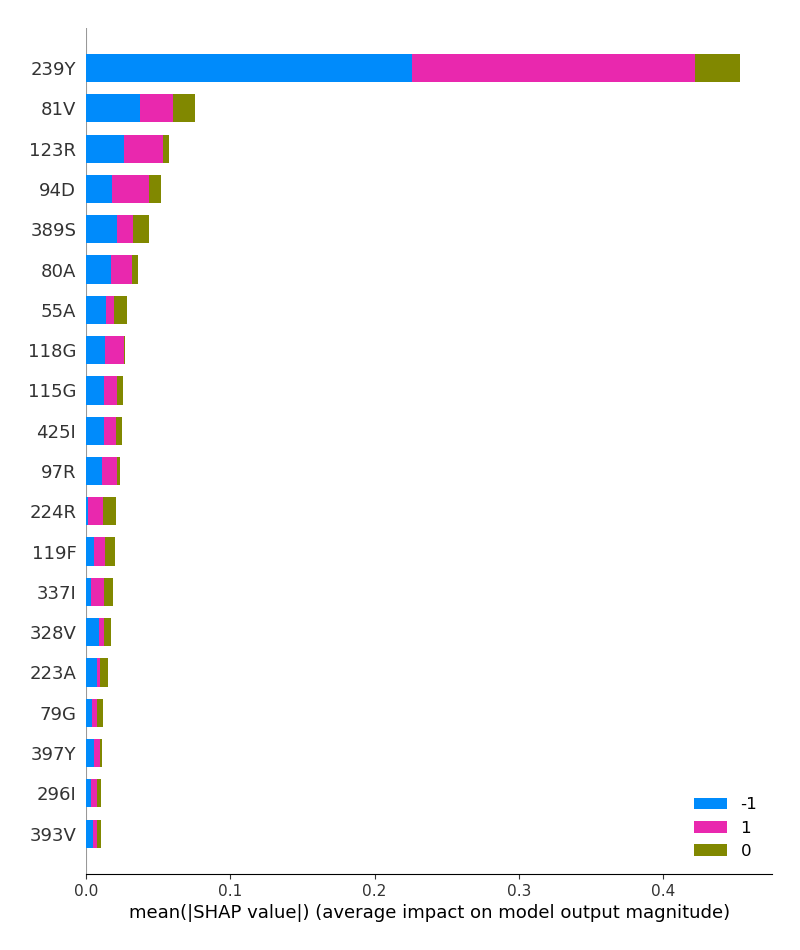 239Y
81V
123R
94D
389S
80A
55A
118G
115G
425I
97R
224R
119F
337I
328V
223A
79G
397Y
296I
393V
-1
1
0
0.0 0.1 0.2 0.3 0.4
mean(|SHAP value|) (average impact on model output magnitude)